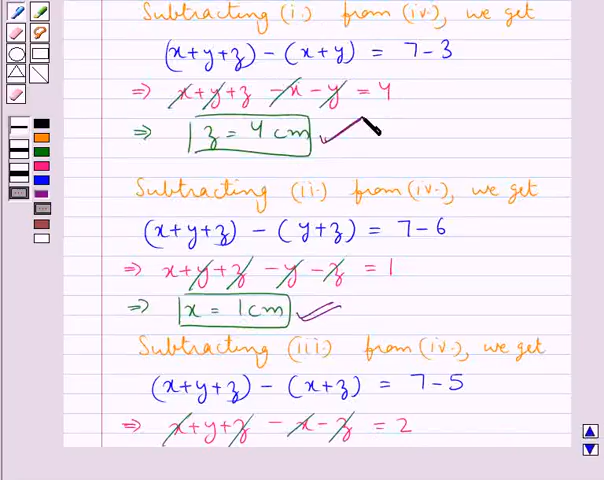 Subtracting (i.) from (iv.), we get
(x+y+z) - (x+y) = 7-3
⇒ x+y+z -x-y = 4
⇒ z = 4 cm
Subtracting (ii.) from (iv.), we get
(x+y+z) - (y+z) = 7-6
⇒ x+y+z -y-z = 1
⇒ x = 1 cm
Subtracting (iii.) from (iv.), we get
(x+y+z) - (x+z) = 7-5
⇒ x+y+z -x-z = 2